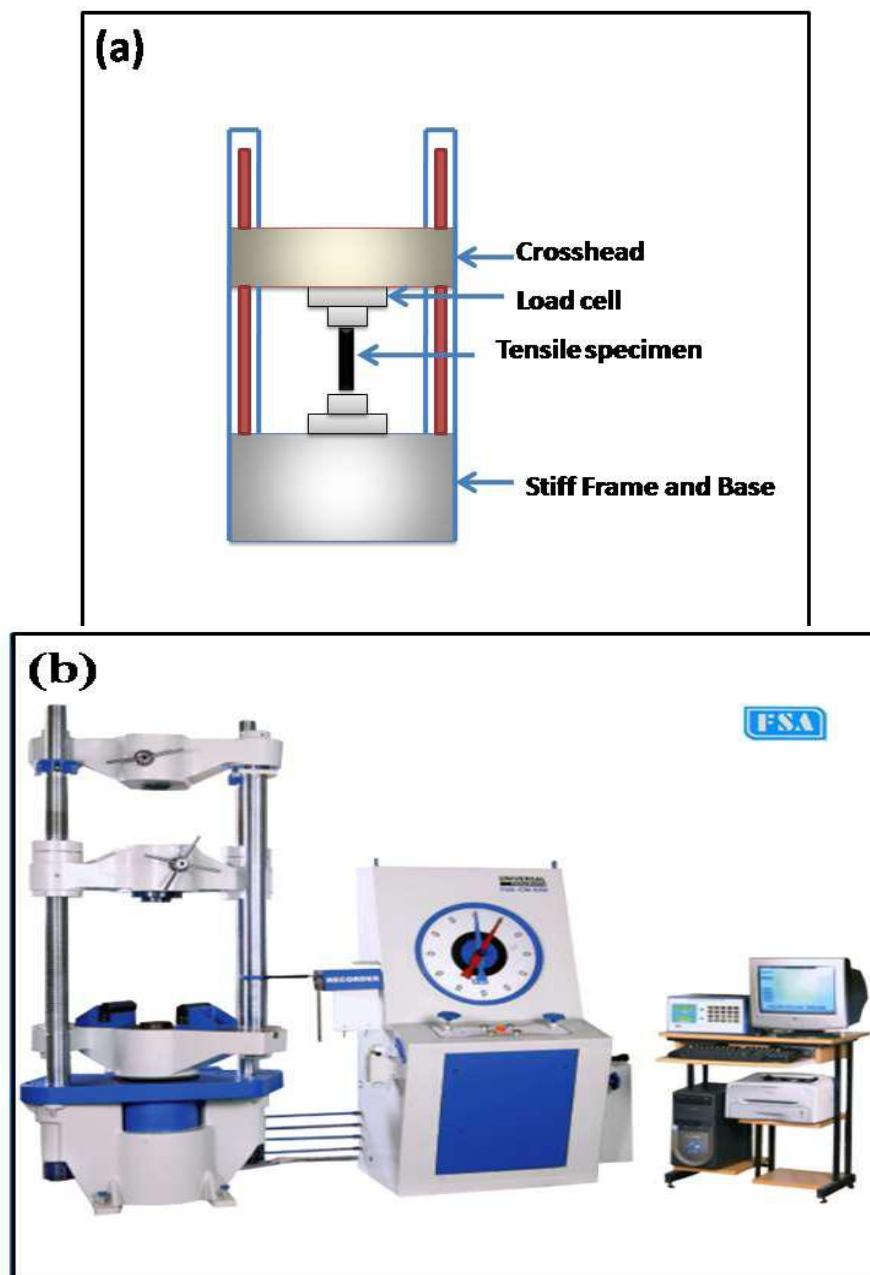 (a)
Crosshead
Load cell
Tensile specimen
Stiff Frame and Base
(b)
FSA
UNIVERSAL
RECORDER